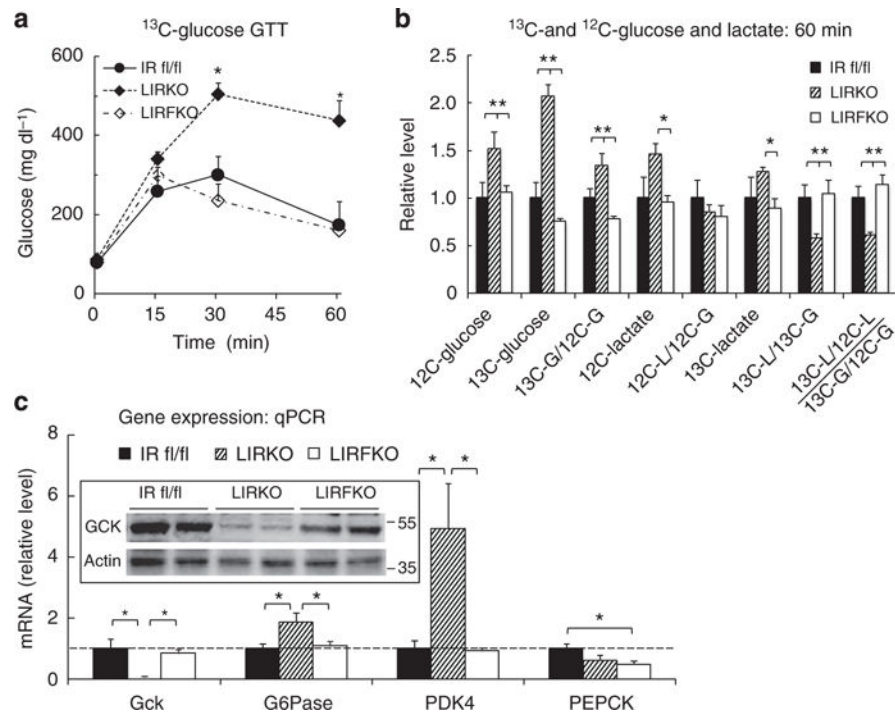 a
¹³C-glucose GTT
600
400
200
0
Glucose (mg dl⁻¹)
IR fl/fl
LIRKO
LIRFKO
*
*
0 15 30 45 60
Time (min)
b
¹³C-and ¹²C-glucose and lactate: 60 min
2.5
2.0
1.5
1.0
0.5
0
Relative level
IR fl/fl
LIRKO
LIRFKO
**
**
**
*
*
**
**
12C-glucose
13C-glucose
13C-G/12C-G
12C-lactate
12C-L/12C-G
13C-lactate
13C-L/13C-G
13C-L/12C-L
13C-G/12C-G
c
Gene expression: qPCR
IR fl/fl LIRKO LIRFKO
8
6
4
2
0
mRNA (relative level)
IR fl/fl LIRKO LIRFKO
GCK
55
Actin
35
* *
* *
* *
*
Gck G6Pase PDK4 PEPCK